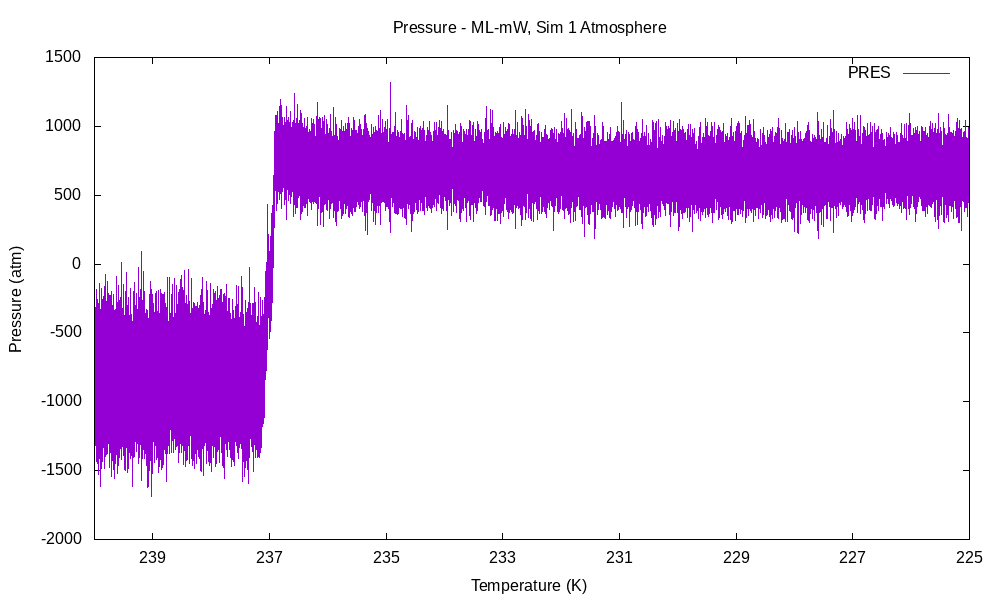 Pressure - ML-mW, Sim 1 Atmosphere
PRES
1500
1000
500
0
-500
-1000
-1500
-2000
Pressure (atm)
239 237 235 233 231 229 227 225
Temperature (K)